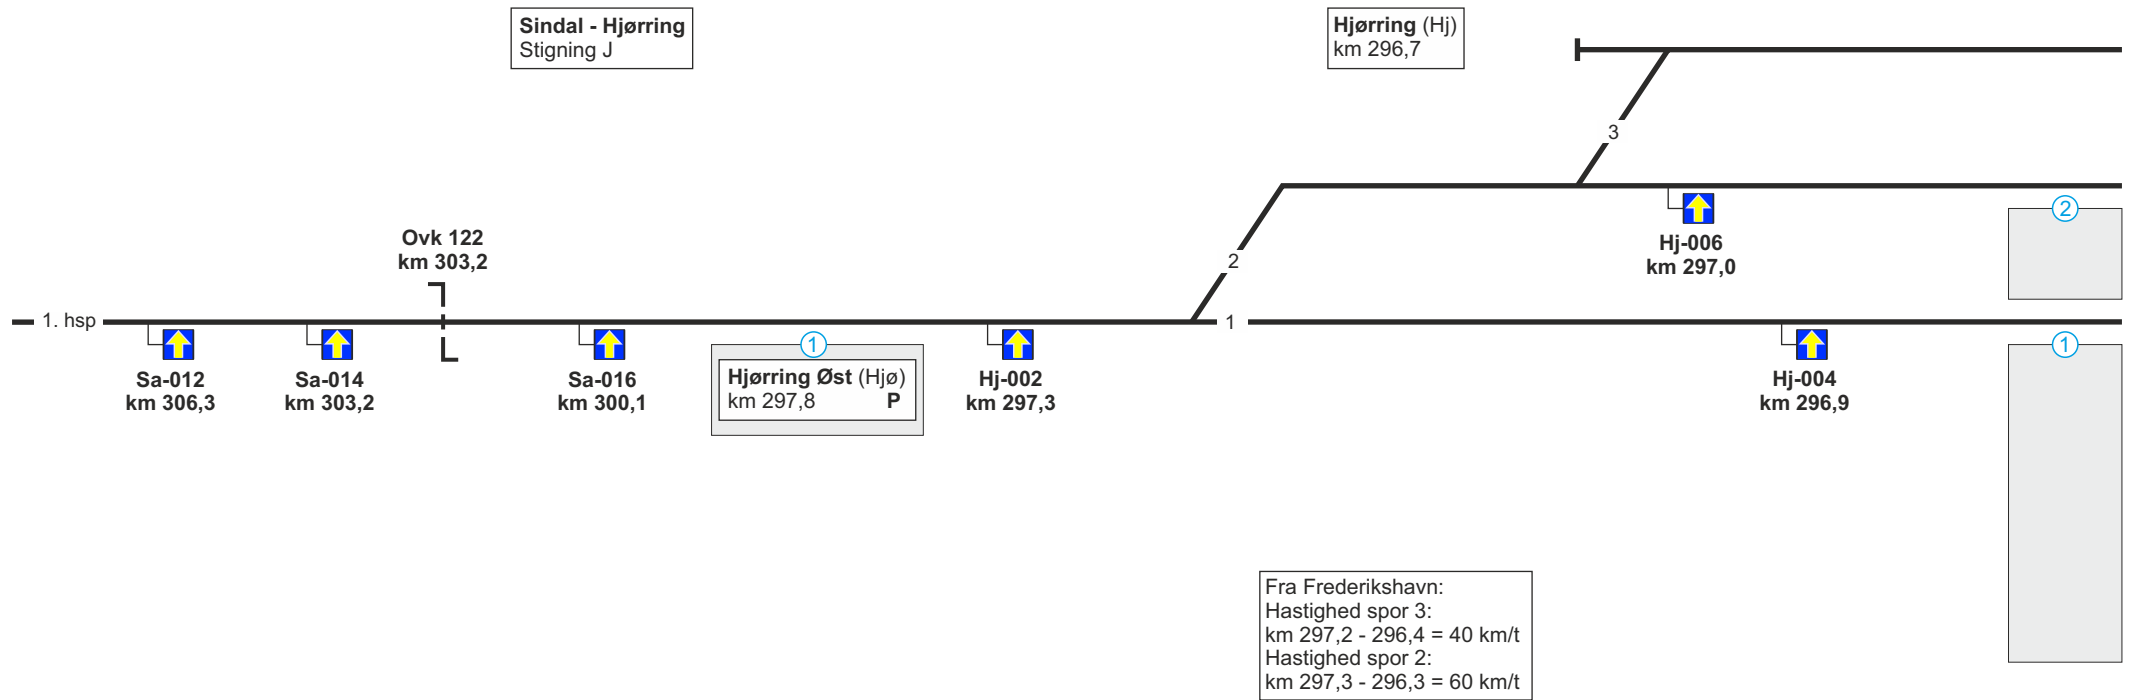 Sindal - Hjørring
Stigning J
Hjørring (Hj)
km 296,7
3
2
Hj-006
km 297,0
Ovk 122
km 303,2
2
1. hsp
1
Sa-012
km 306,3
Sa-014
km 303,2
Sa-016
km 300,1
1
Hjørring Øst (Hjø)
km 297,8 P
Hj-002
km 297,3
Hj-004
km 296,9
1
Fra Frederikshavn:
Hastighed spor 3:
km 297,2 - 296,4 = 40 km/t
Hastighed spor 2:
km 297,3 - 296,3 = 60 km/t